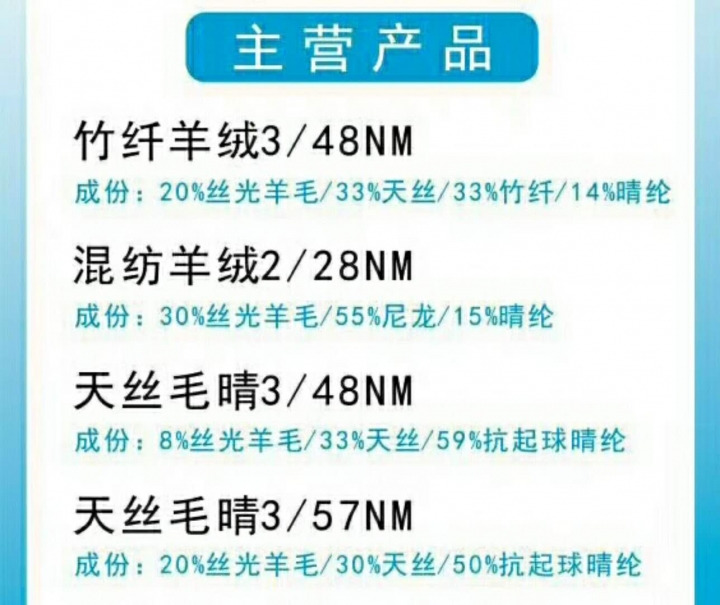 主营产品
竹纤羊绒3/48NM
成份：20%丝光羊毛/33%天丝/33%竹纤/14%晴纶
混纺羊绒2/28NM
成份：30%丝光羊毛/55%尼龙/15%晴纶
天丝毛晴3/48NM
成份：8%丝光羊毛/33%天丝/59%抗起球晴纶
天丝毛晴3/57NM
成份：20%丝光羊毛/30%天丝/50%抗起球晴纶